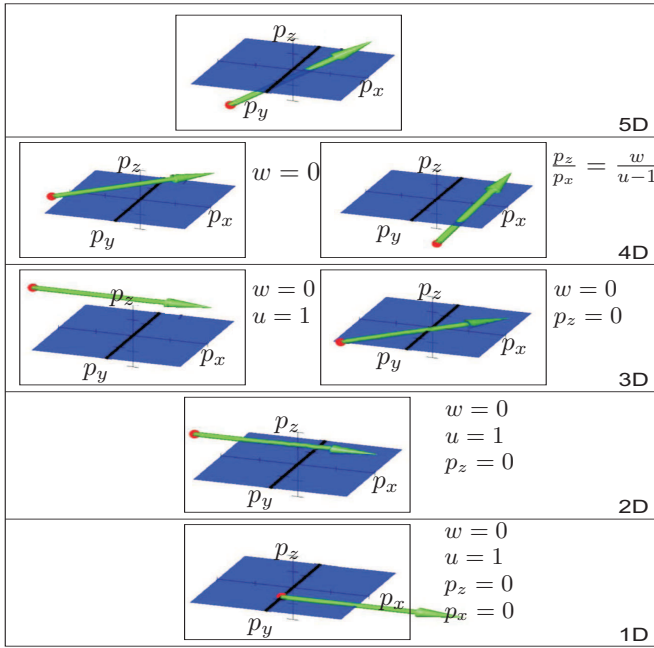 p_z
p_x
p_y
5D
p_z
p_x
p_y
w = 0
p_z
p_x
p_y
\frac{p_z}{p_x} = \frac{w}{u-1}
4D
p_z
p_x
p_y
w = 0
u = 1
p_z
p_x
p_y
w = 0
p_z = 0
3D
p_z
p_x
p_y
w = 0
u = 1
p_z = 0
2D
p_z
p_x
p_y
w = 0
u = 1
p_z = 0
p_x = 0
1D